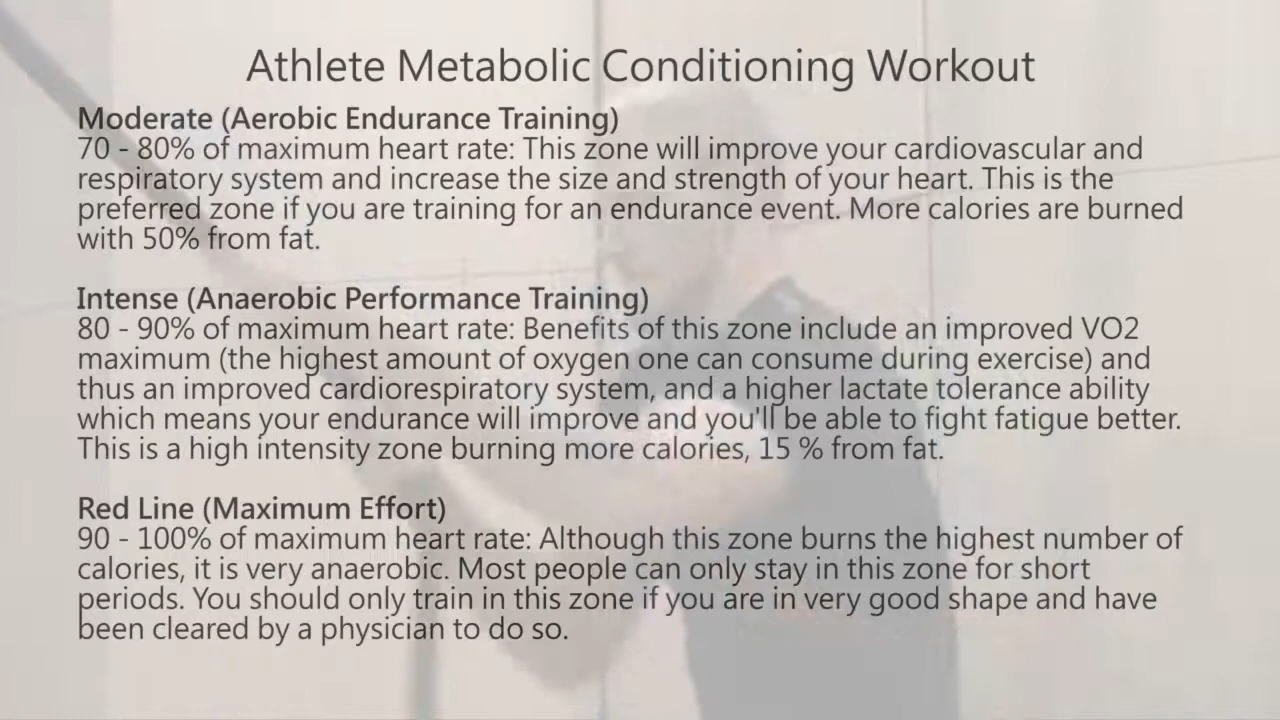 Athlete Metabolic Conditioning Workout
Moderate (Aerobic Endurance Training)
70 - 80% of maximum heart rate: This zone will improve your cardiovascular and
respiratory system and increase the size and strength of your heart. This is the
preferred zone if you are training for an endurance event. More calories are burned
with 50% from fat.
Intense (Anaerobic Performance Training)
80 - 90% of maximum heart rate: Benefits of this zone include an improved VO2
maximum (the highest amount of oxygen one can consume during exercise) and
thus an improved cardiorespiratory system, and a higher lactate tolerance ability
which means your endurance will improve and you'll be able to fight fatigue better.
This is a high intensity zone burning more calories, 15 % from fat.
Red Line (Maximum Effort)
90 - 100% of maximum heart rate: Although this zone burns the highest number of
calories, it is very anaerobic. Most people can only stay in this zone for short
periods. You should only train in this zone if you are in very good shape and have
been cleared by a physician to do so.